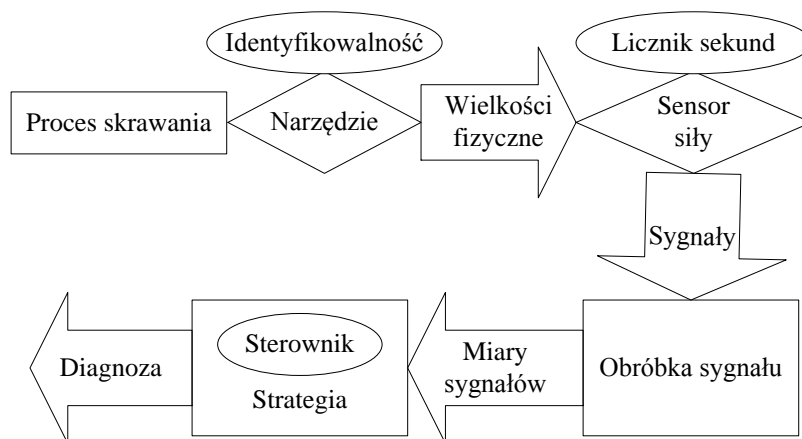 Identyfikowalność
Licznik sekund
Proces skrawania
Narzędzie
Wielkości
fizyczne
Sensor
siły
Sygnały
Diagnoza
Sterownik
Strategia
Miary
sygnałów
Obróbka sygnału